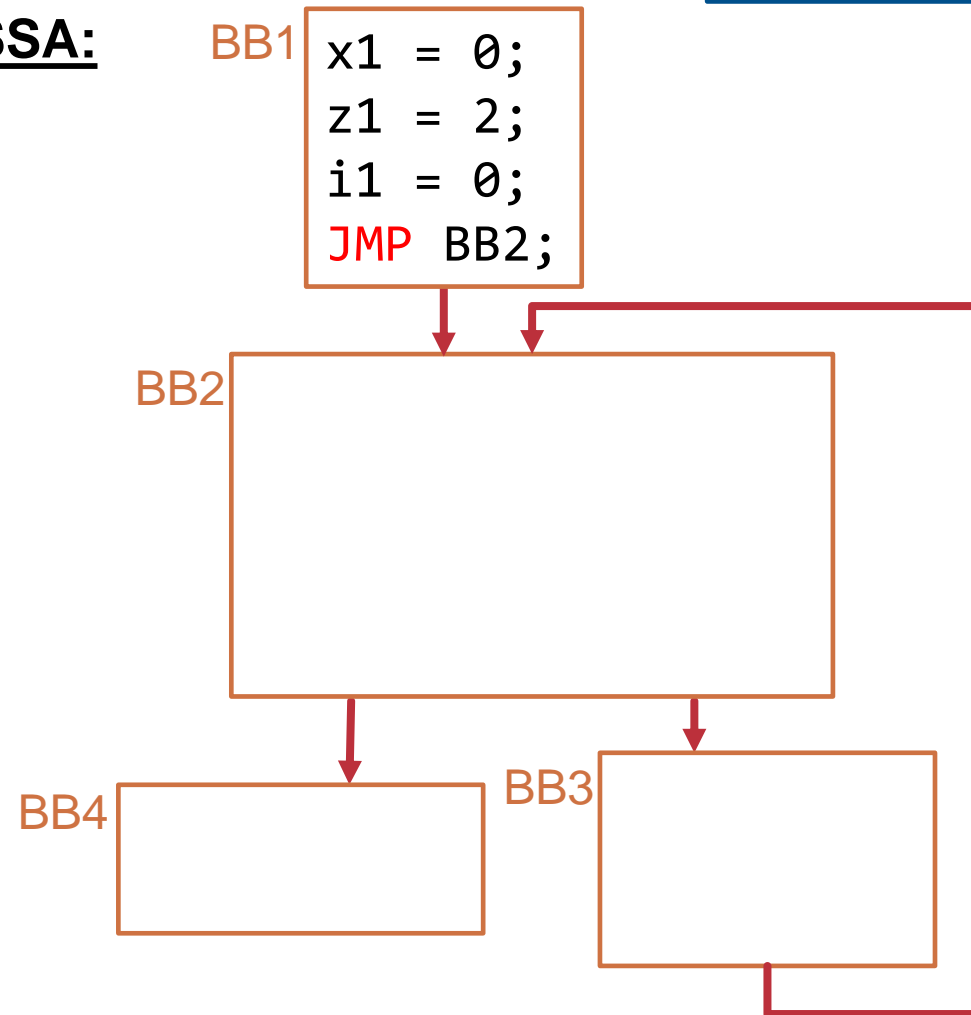 SSA:
BB1
x1 = 0;
z1 = 2;
i1 = 0;
JMP BB2;
BB2
BB3
BB4